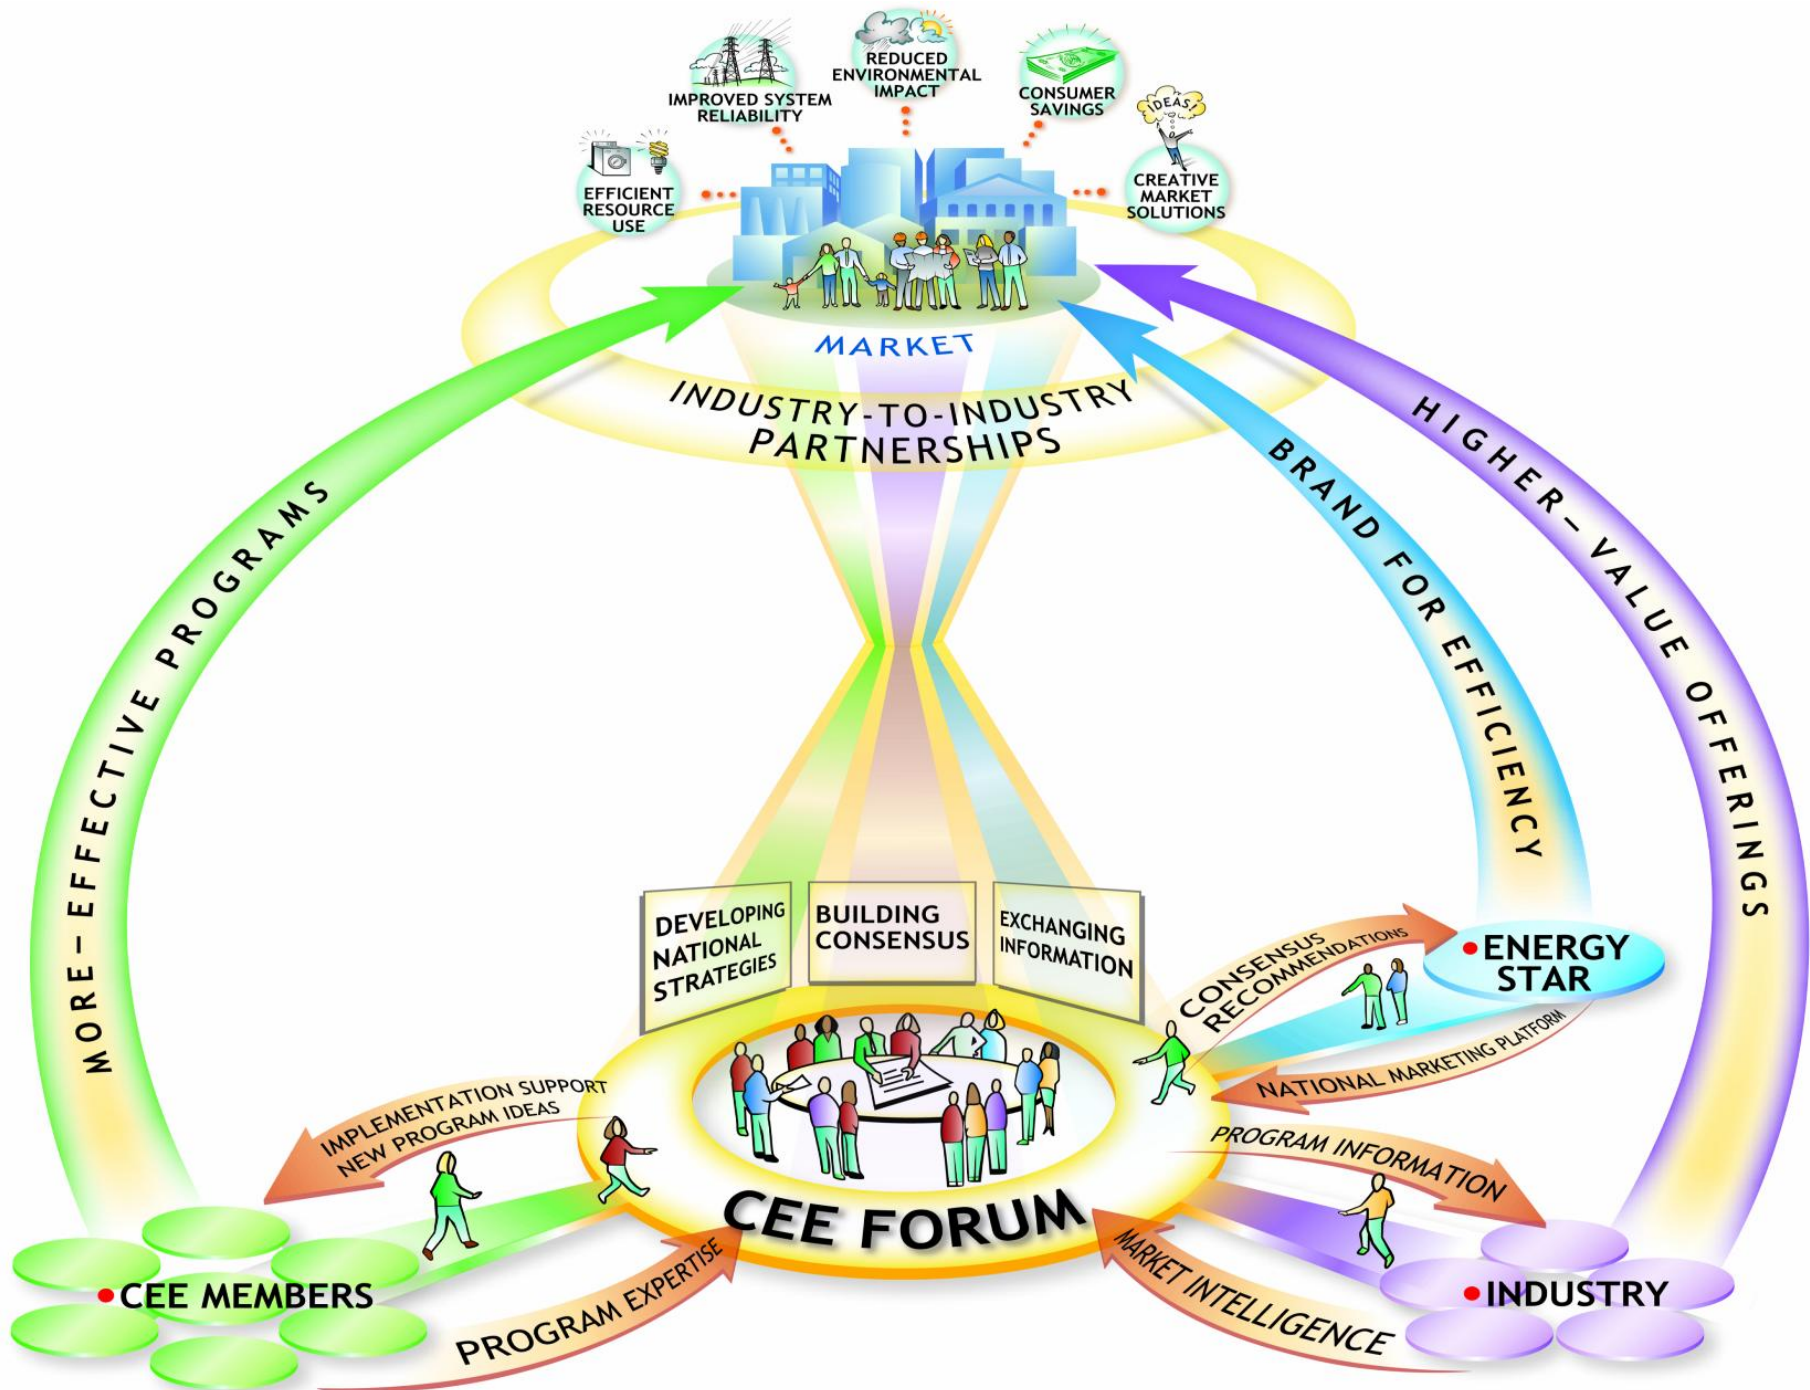 IDEAS!
REDUCED
ENVIRONMENTAL
IMPACT
IMPROVED SYSTEM
RELIABILITY
CONSUMER
SAVINGS
EFFICIENT
RESOURCE
USE
CREATIVE
MARKET
SOLUTIONS
MARKET
INDUSTRY-TO-INDUSTRY
PARTNERSHIPS
MORE-EFFECTIVE PROGRAMS
BRAND FOR EFFICIENCY
HIGHER-VALUE OFFERINGS
DEVELOPING
NATIONAL
STRATEGIES
BUILDING
CONSENSUS
EXCHANGING
INFORMATION
CONSENSUS
RECOMMENDATIONS
• ENERGY
STAR
NATIONAL MARKETING PLATFORM
IMPLEMENTATION SUPPORT
NEW PROGRAM IDEAS
PROGRAM INFORMATION
CEE FORUM
• CEE MEMBERS
PROGRAM EXPERTISE
MARKET INTELLIGENCE
• INDUSTRY